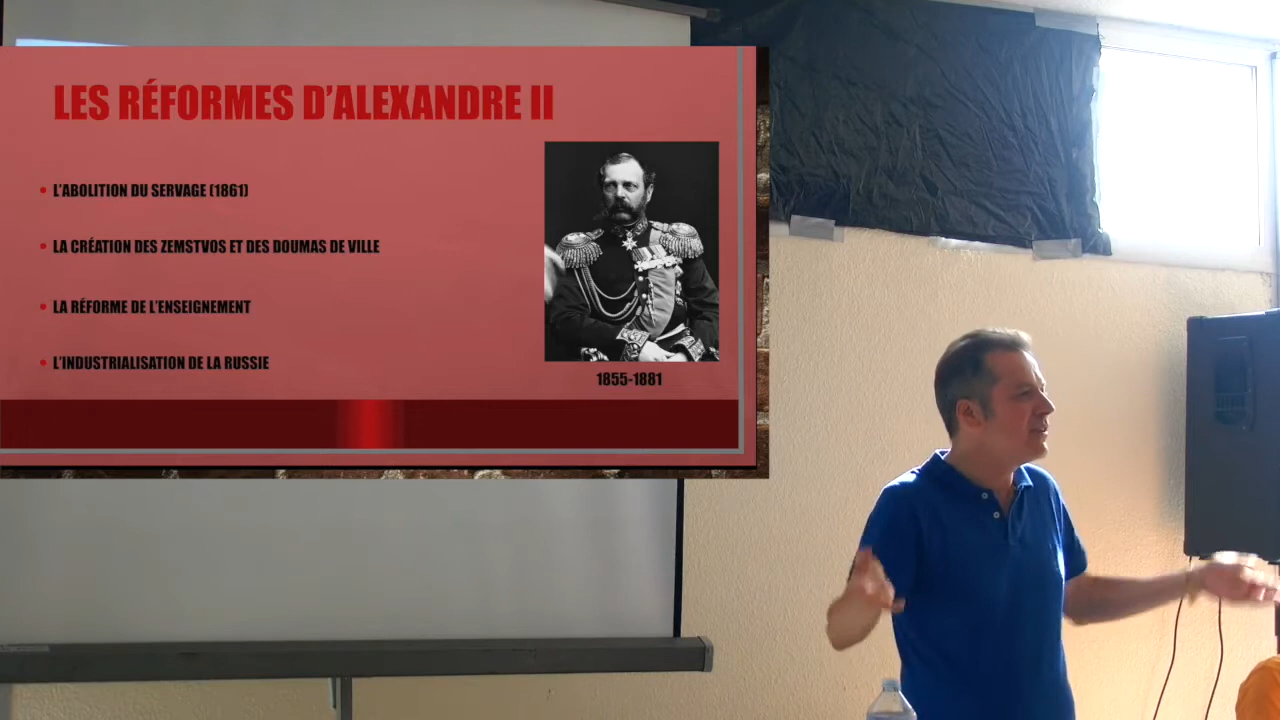 LES RÉFORMES D'ALEXANDRE II
• L'ABOLITION DU SERVAGE (1861)
• LA CRÉATION DES ZEMSTVOS ET DES DOUMAS DE VILLE
• LA RÉFORME DE L'ENSEIGNEMENT
• L'INDUSTRIALISATION DE LA RUSSIE
1855-1881